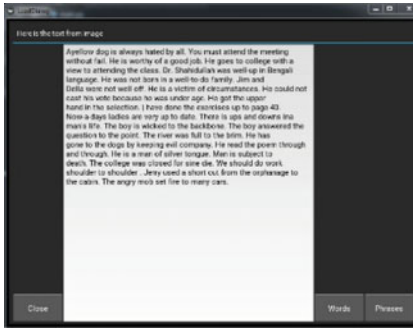 Here is the text from image
Ayellow dog is always hated by all. You must attend the meeting
without fail. He is worthy of a good job. He goes to college with a
view to attending the class. Dr. Shahidullah was well-up in Bengali
language. He was not born in a well-to-do family. Jim and
Della were not well off. He is a victim of circumstances. He could not
cast his vote because he was under age. He got the upper
hand in the selection. I have done the exercises up to page 43.
Now-a-days ladies are very up to date. There is ups and downs ina
man's life. The boy is wicked to the backbone. The boy answered the
question to the point. The river was full to the brim. He has
gone to the dogs by keeping evil company. He read the poem through
and through. He is a man of silver tongue. Man is subject to
death. The college was closed for sine die. We should do work
shoulder to shoulder . Jerry used a short cut from the orphanage to
the cabin. The angry mob set fire to many cars.
Close
Words
Phrases